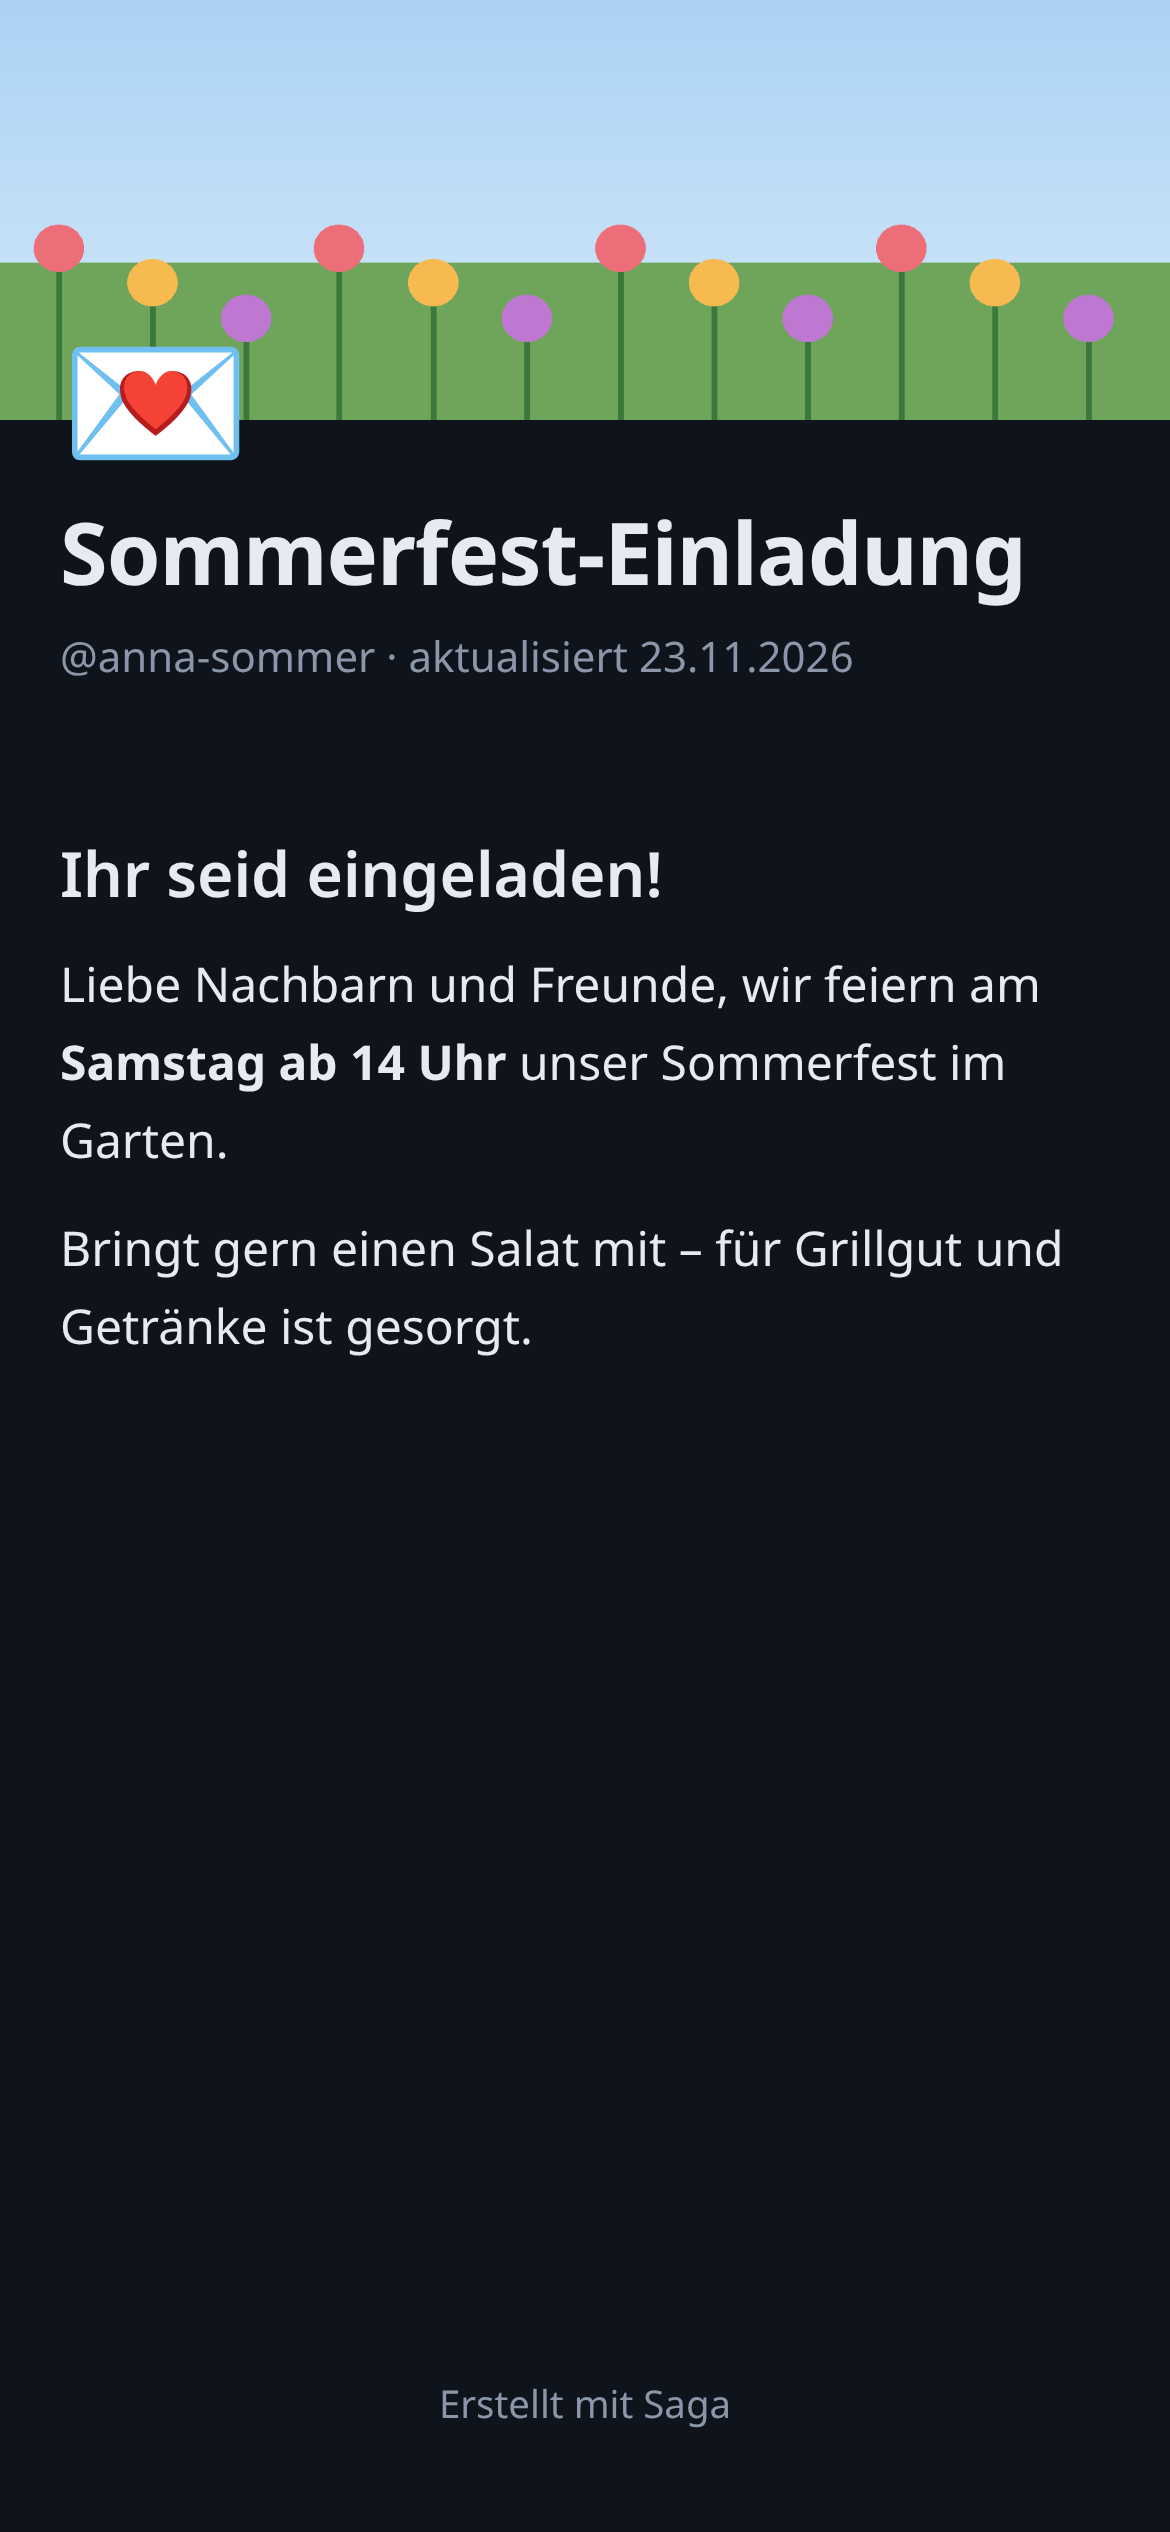 Sommerfest-Einladung
@anna-sommer · aktualisiert 23.11.2026
Ihr seid eingeladen!
Liebe Nachbarn und Freunde, wir feiern am
Samstag ab 14 Uhr unser Sommerfest im
Garten.
Bringt gern einen Salat mit – für Grillgut und
Getränke ist gesorgt.
Erstellt mit Saga